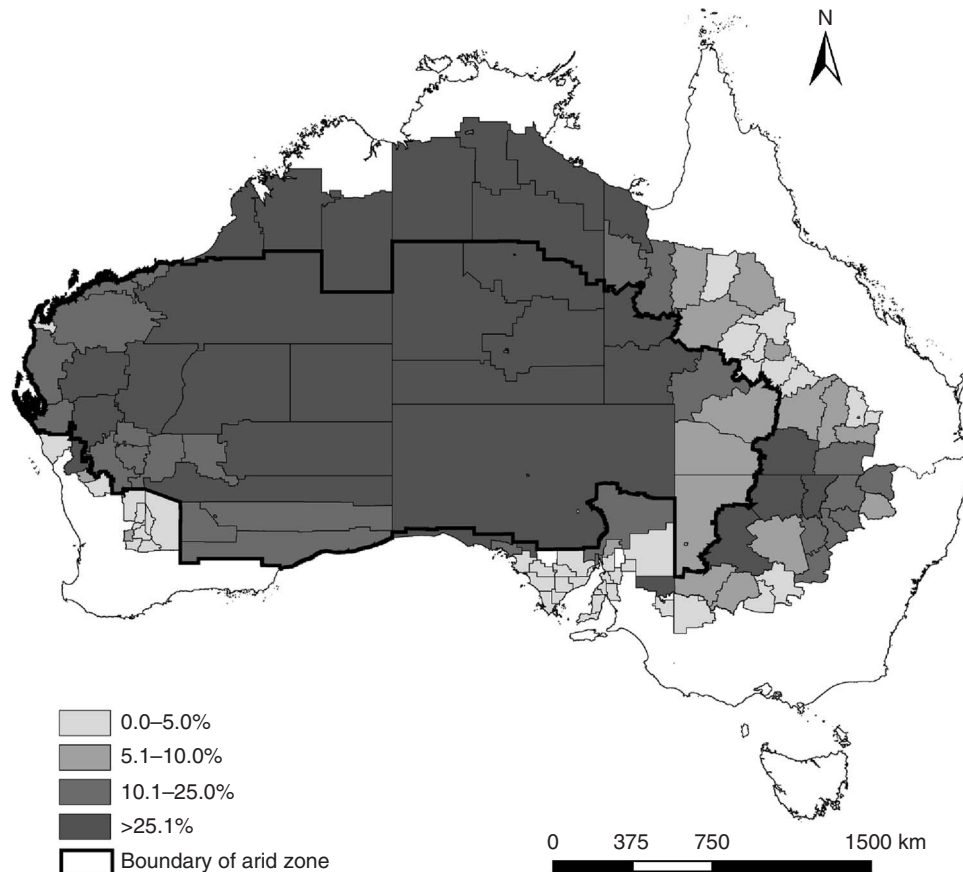 N
0.0–5.0%
5.1–10.0%
10.1–25.0%
>25.1%
Boundary of arid zone
0 375 750 1500 km